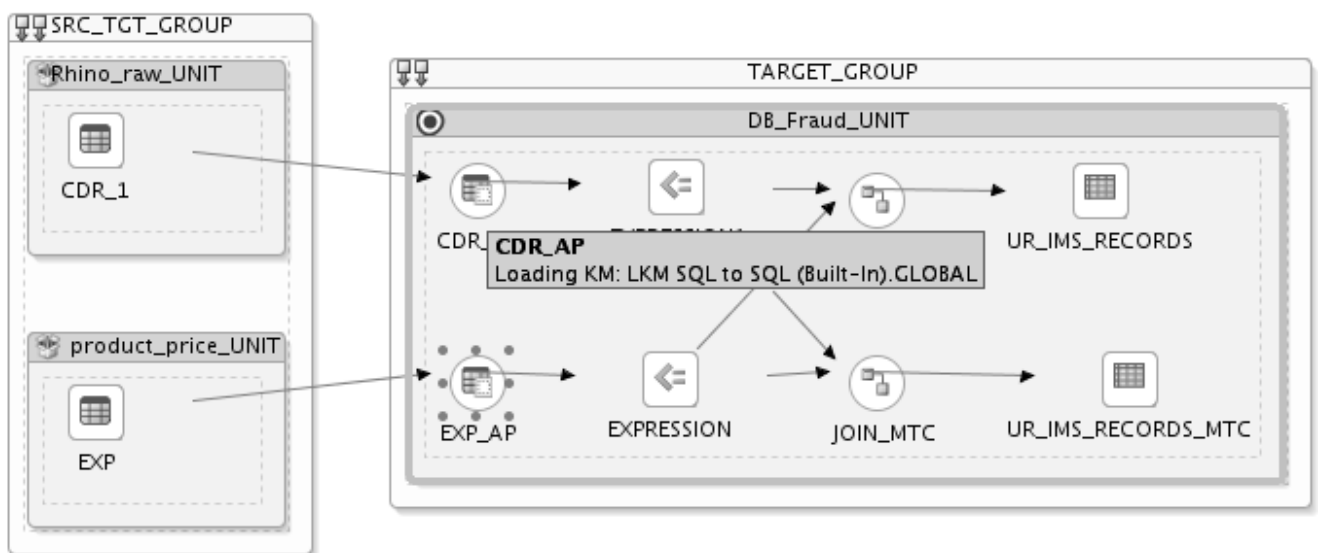 SRC_TGT_GROUP
Rhino_raw_UNIT
CDR_1
product_price_UNIT
EXP
TARGET_GROUP
DB_Fraud_UNIT
CDR_
UR_IMS_RECORDS
CDR_AP
Loading KM: LKM SQL to SQL (Built-In).GLOBAL
EXP_AP
EXPRESSION
JOIN_MTC
UR_IMS_RECORDS_MTC